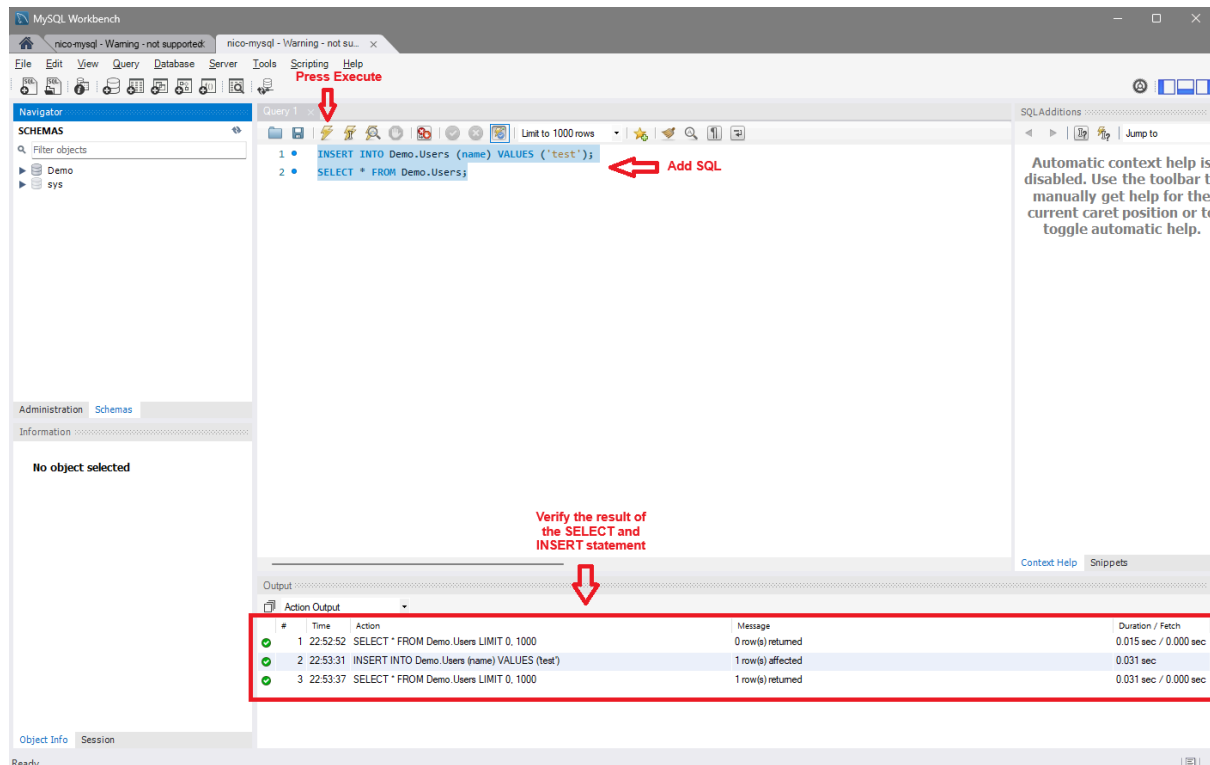 MySQL Workbench
nico-mysql - Warning - not supported:
nico-mysql - Warning - not su...
File Edit View Query Database Server Tools Scripting Help
Press Execute
Navigator
Query 1
SQLAdditions
SCHEMAS
Limit to 1000 rows
Jump to
Filter objects
1 INSERT INTO Demo.Users (name) VALUES ('test');
Add SQL
2 SELECT * FROM Demo.Users;
Demo
sys
Automatic context help is
disabled. Use the toolbar t
manually get help for the
current caret position or to
toggle automatic help.
Administration Schemas
Information
No object selected
Verify the result of
the SELECT and
INSERT statement
Context Help Snippets
Output
Action Output
# Time Action Message Duration / Fetch
1 22:52:52 SELECT * FROM Demo.Users LIMIT 0, 1000 0 row(s) returned 0.015 sec / 0.000 sec
2 22:53:31 INSERT INTO Demo.Users (name) VALUES ('test') 1 row(s) affected 0.031 sec
3 22:53:37 SELECT * FROM Demo.Users LIMIT 0, 1000 1 row(s) returned 0.031 sec / 0.000 sec
Object Info Session
Ready